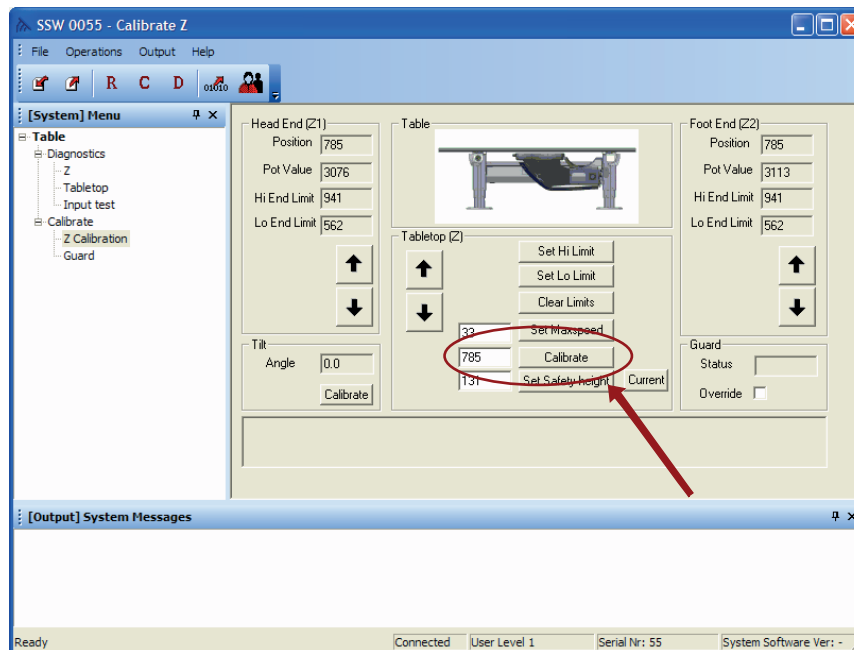 SSW 0055 - Calibrate Z
File Operations Output Help
R C D 01010
[System] Menu
Table
Diagnostics
Z
Tabletop
Input test
Calibrate
Z Calibration
Guard
Head End (Z1)
Position 785
Pot Value 3076
Hi End Limit 941
Lo End Limit 562
Tilt
Angle 0.0
Calibrate
Table
Tabletop (Z)
Set Hi Limit
Set Lo Limit
Clear Limits
33 Set Maxspeed
785 Calibrate
131 Set Safety height Current
Foot End (Z2)
Position 785
Pot Value 3113
Hi End Limit 941
Lo End Limit 562
Guard
Status
Override
[Output] System Messages
Ready Connected User Level 1 Serial Nr: 55 System Software Ver: -